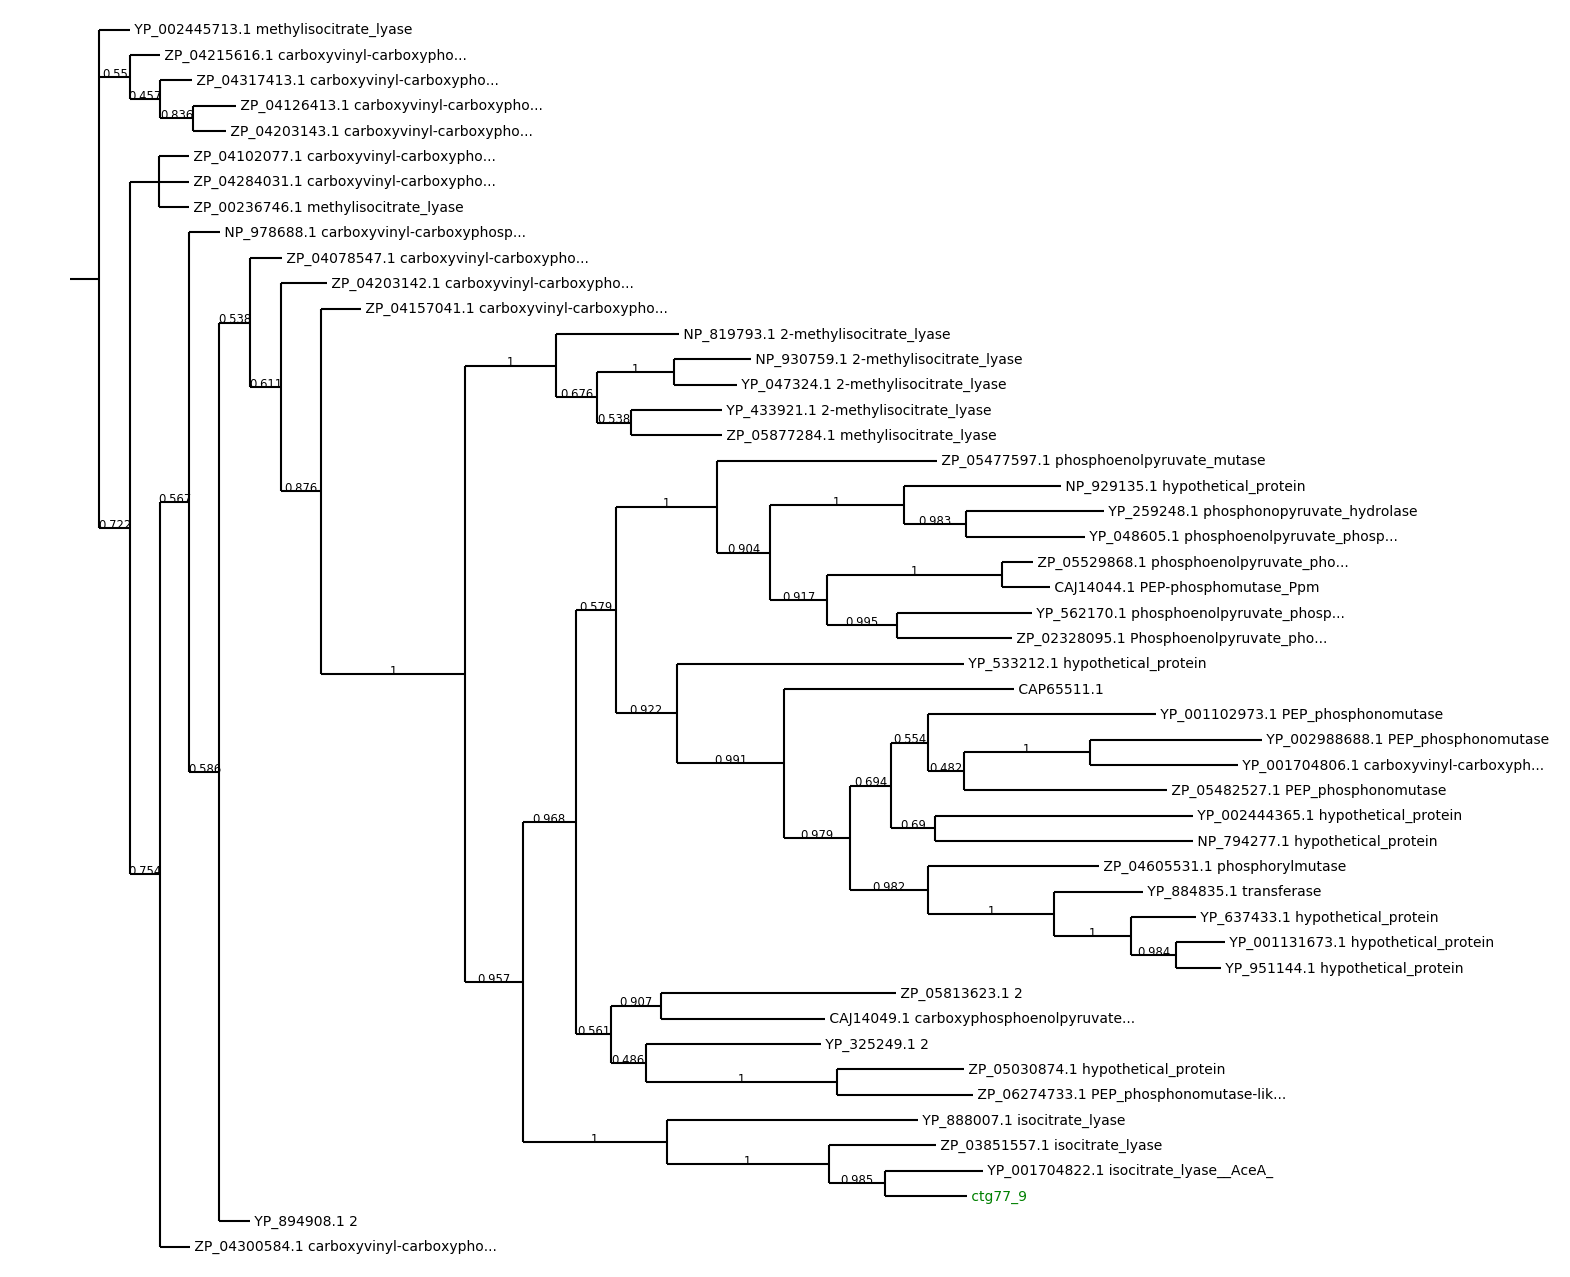 YP_002445713.1 methylisocitrate_lyase
ZP_04215616.1 carboxyvinyl-carboxypho...
0.55
ZP_04317413.1 carboxyvinyl-carboxypho...
0.457
ZP_04126413.1 carboxyvinyl-carboxypho...
0.836
ZP_04203143.1 carboxyvinyl-carboxypho...
ZP_04102077.1 carboxyvinyl-carboxypho...
ZP_04284031.1 carboxyvinyl-carboxypho...
ZP_00236746.1 methylisocitrate_lyase
NP_978688.1 carboxyvinyl-carboxyphosp...
ZP_04078547.1 carboxyvinyl-carboxypho...
ZP_04203142.1 carboxyvinyl-carboxypho...
ZP_04157041.1 carboxyvinyl-carboxypho...
0.538
NP_819793.1 2-methylisocitrate_lyase
1
NP_930759.1 2-methylisocitrate_lyase
1
YP_047324.1 2-methylisocitrate_lyase
0.611
0.676
YP_433921.1 2-methylisocitrate_lyase
0.538
ZP_05877284.1 methylisocitrate_lyase
ZP_05477597.1 phosphoenolpyruvate_mutase
NP_929135.1 hypothetical_protein
0.876
0.567
1
1
YP_259248.1 phosphonopyruvate_hydrolase
0.983
0.722
YP_048605.1 phosphoenolpyruvate_phosp...
0.904
ZP_05529868.1 phosphoenolpyruvate_pho...
1
CAJ14044.1 PEP-phosphomutase_Ppm
0.917
0.579
YP_562170.1 phosphoenolpyruvate_phosp...
0.995
ZP_02328095.1 Phosphoenolpyruvate_pho...
YP_533212.1 hypothetical_protein
1
CAP65511.1
0.922
YP_001102973.1 PEP_phosphonomutase
0.554
YP_002988688.1 PEP_phosphonomutase
1
0.991
YP_001704806.1 carboxyvinyl-carboxyph...
0.586
0.482
0.694
ZP_05482527.1 PEP_phosphonomutase
YP_002444365.1 hypothetical_protein
0.968
0.69
0.979
NP_794277.1 hypothetical_protein
ZP_04605531.1 phosphorylmutase
0.754
0.982
YP_884835.1 transferase
1
YP_637433.1 hypothetical_protein
1
YP_001131673.1 hypothetical_protein
0.984
YP_951144.1 hypothetical_protein
0.957
ZP_05813623.1 2
0.907
CAJ14049.1 carboxyphosphoenolpyruvate...
0.561
YP_325249.1 2
0.486
ZP_05030874.1 hypothetical_protein
1
ZP_06274733.1 PEP_phosphonomutase-lik...
YP_888007.1 isocitrate_lyase
1
ZP_03851557.1 isocitrate_lyase
1
YP_001704822.1 isocitrate_lyase__AceA_
0.985
ctg77_9
YP_894908.1 2
ZP_04300584.1 carboxyvinyl-carboxypho...